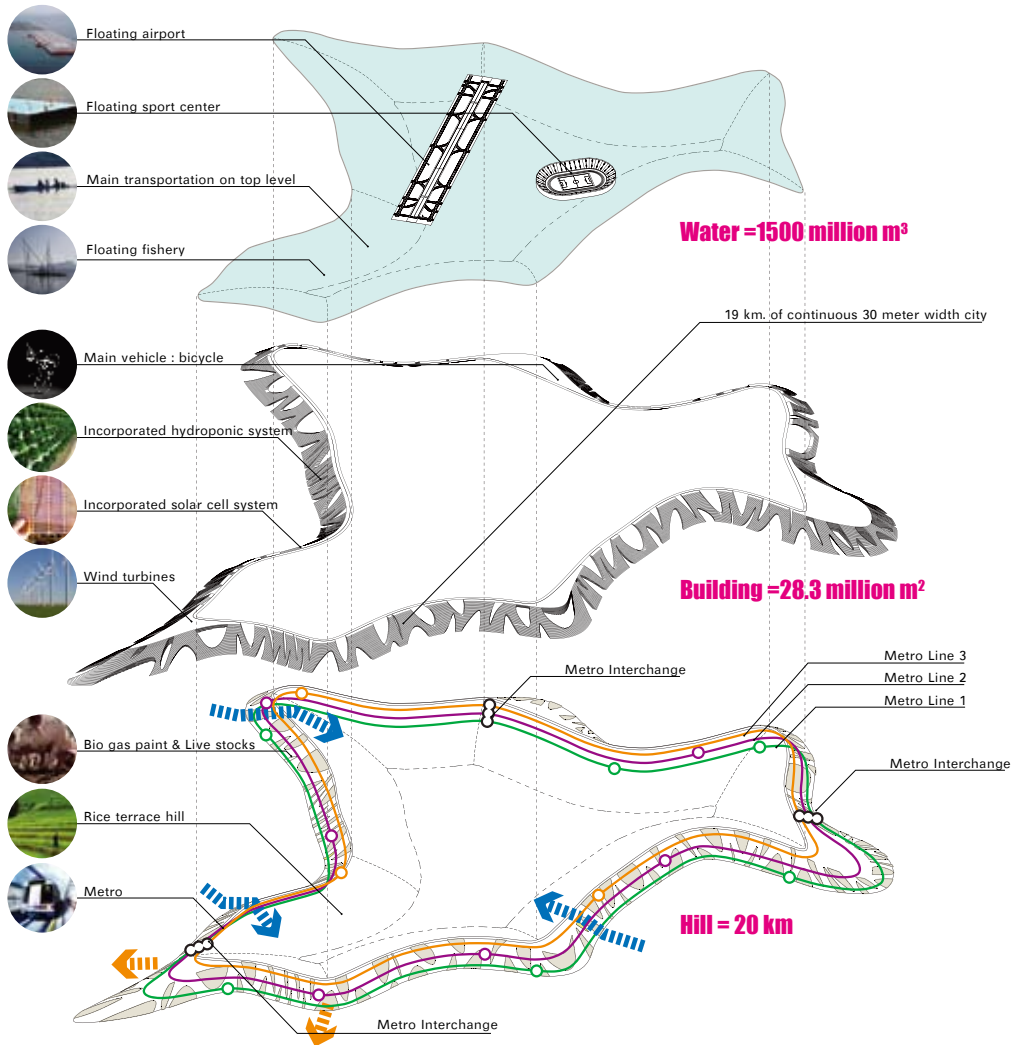 Floating airport
Floating sport center
Main transportation on top level
Water =1500 million m³
Floating fishery
19 km. of continuous 30 meter width city
Main vehicle : bicycle
Incorporated hydroponic system
Incorporated solar cell system
Wind turbines
Building =28.3 million m²
Metro Line 3
Metro Interchange
Metro Line 2
Metro Line 1
Bio gas paint & Live stocks
Metro Interchange
Rice terrace hill
Metro
Hill = 20 km
Metro Interchange